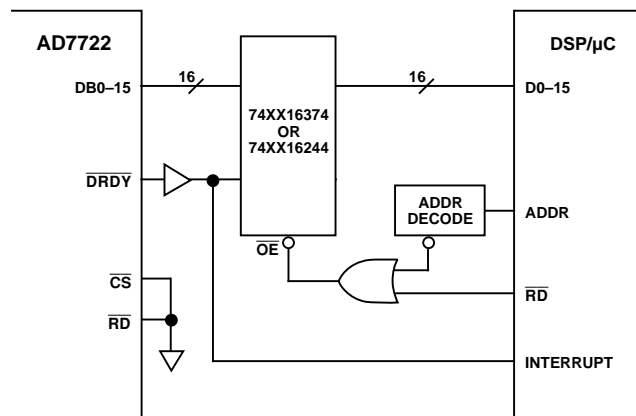 AD7722
DSP/µC
DB0–15
16
74XX16374
OR
74XX16244
16
D0–15
DRDY
ADDR
DECODE
ADDR
OE
CS
RD
RD
INTERRUPT